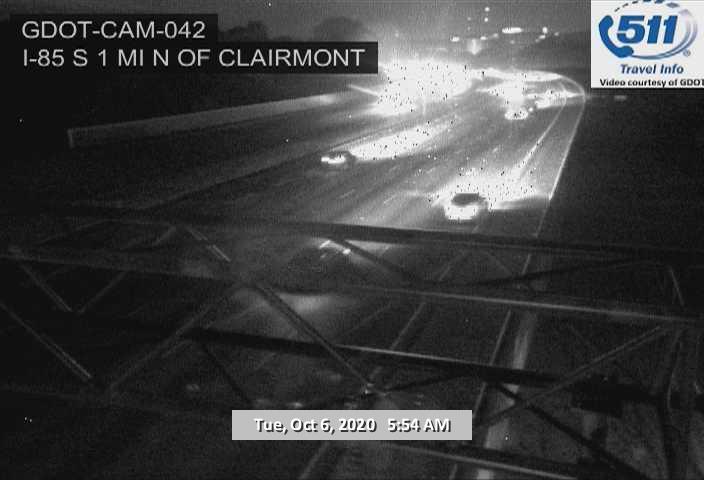 GDOT-CAM-042
I-85 S 1 MI N OF CLAIRMONT
511
Travel Info
Video courtesy of GDOT
Tue, Oct 6, 2020 5:54 AM